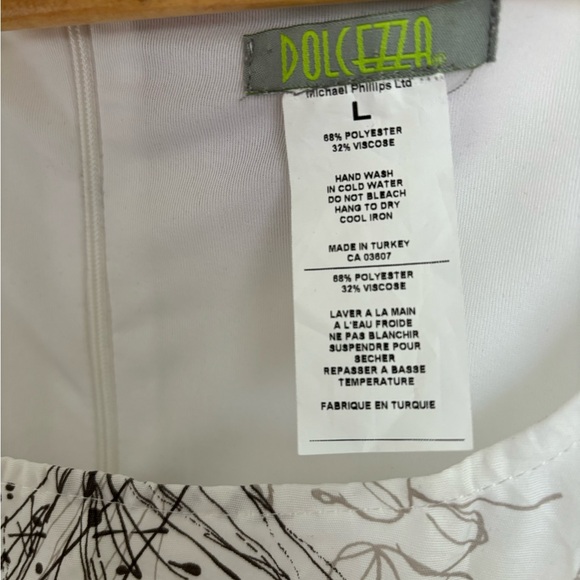 DOLCEZZA
Michael Phillips Ltd
L
68% POLYESTER
32% VISCOSE
HAND WASH
IN COLD WATER
DO NOT BLEACH
HANG TO DRY
COOL IRON
MADE IN TURKEY
CA 03607
68% POLYESTER
32% VISCOSE
LAVER A LA MAIN
A L'EAU FROIDE
NE PAS BLANCHIR
SUSPENDRE POUR
SECHER
REPASSER A BASSE
TEMPERATURE
FABRIQUE EN TURQUIE